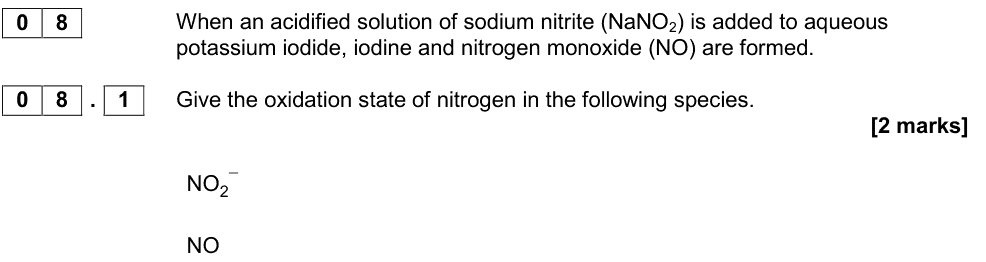 0 8 When an acidified solution of sodium nitrite (NaNO₂) is added to aqueous
potassium iodide, iodine and nitrogen monoxide (NO) are formed.
0 8 . 1 Give the oxidation state of nitrogen in the following species.
[2 marks]
NO₂⁻
NO